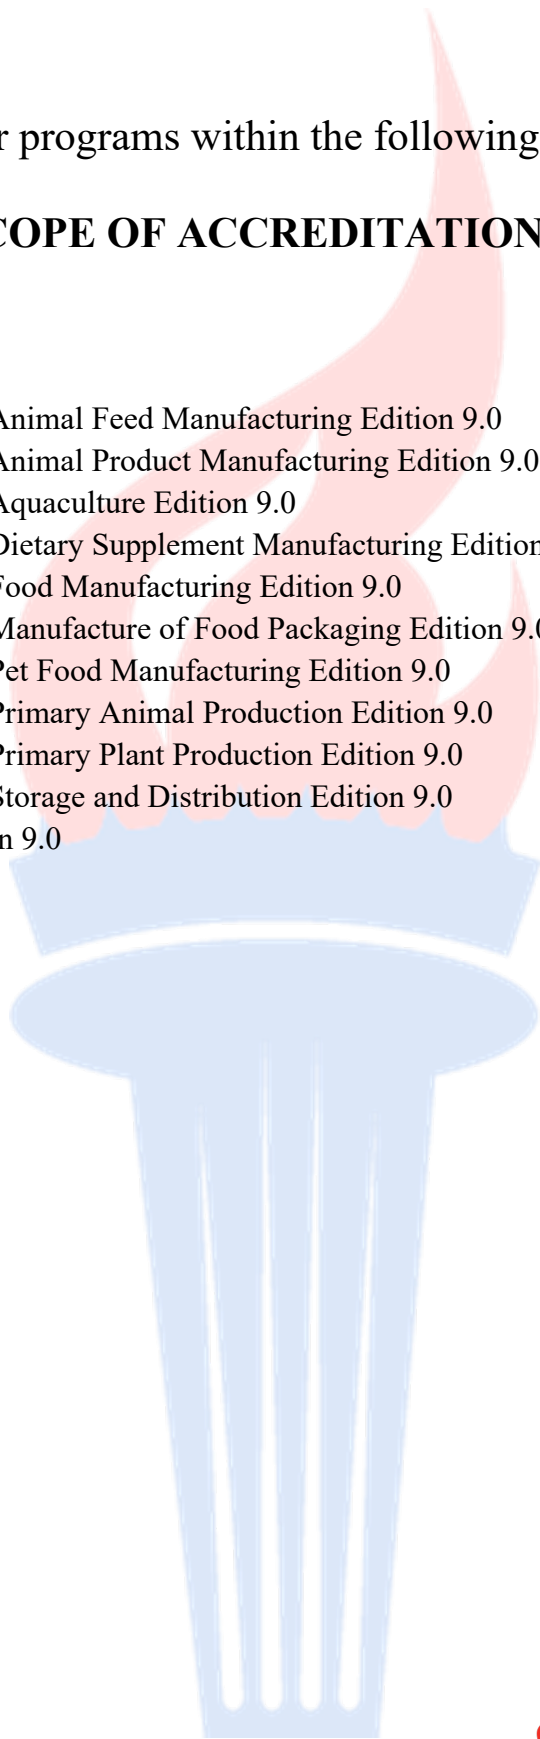 r programs within the following
COPE OF ACCREDITATION
Animal Feed Manufacturing Edition 9.0
Animal Product Manufacturing Edition 9.0
Aquaculture Edition 9.0
Dietary Supplement Manufacturing Edition
Food Manufacturing Edition 9.0
Manufacture of Food Packaging Edition 9.0
Pet Food Manufacturing Edition 9.0
Primary Animal Production Edition 9.0
Primary Plant Production Edition 9.0
Storage and Distribution Edition 9.0
n 9.0